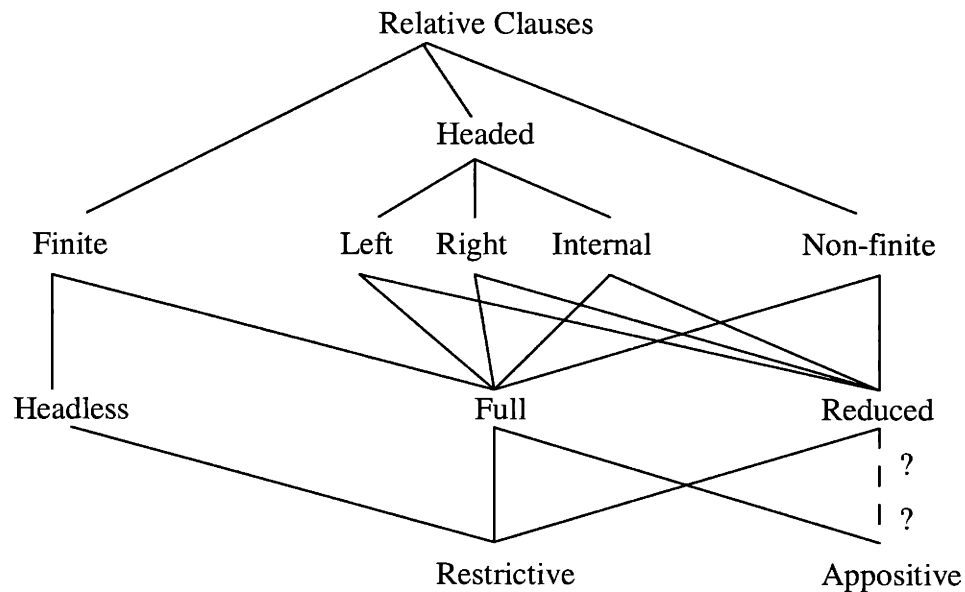 Relative Clauses
Headed
Finite Left Right Internal Non-finite
Headless Full Reduced
?
?
Restrictive Appositive